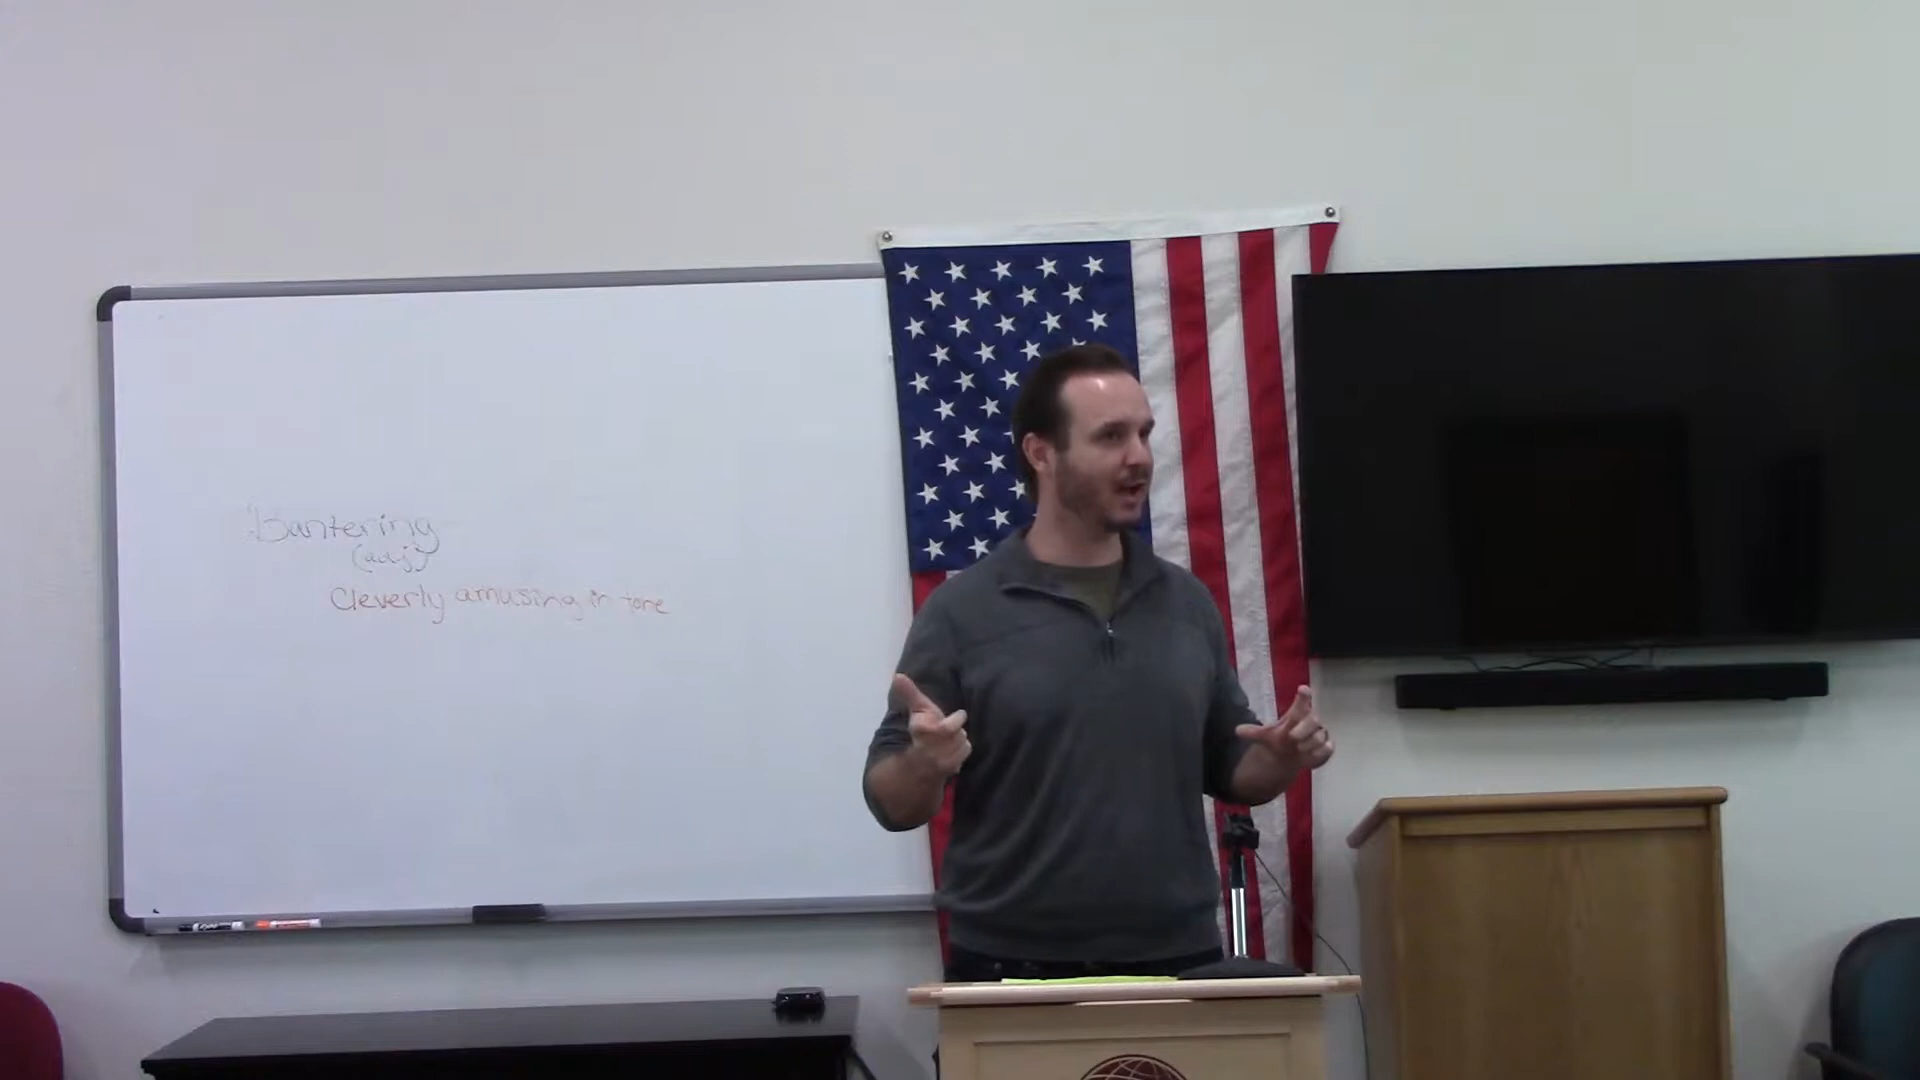 bantering
(adj)
Cleverly amusing in tone